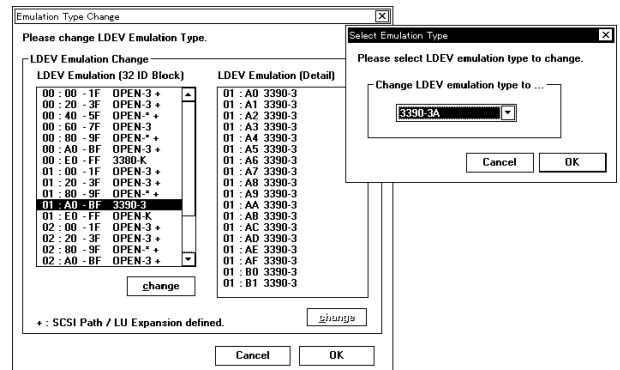 Emulation Type Change
Please change LDEV Emulation Type.
LDEV Emulation Change
LDEV Emulation (32 ID Block)
00 : 00 - 1F OPEN-3 +
00 : 20 - 3F OPEN-3 +
00 : 40 - 5F OPEN-* +
00 : 60 - 7F OPEN-3
00 : 80 - 9F OPEN-* +
00 : A0 - BF OPEN-3 +
00 : E0 - FF 3380-K
01 : 00 - 1F OPEN-3 +
01 : 20 - 3F OPEN-3 +
01 : 80 - 9F OPEN-* +
01 : A0 - BF 3390-3
01 : E0 - FF OPEN-K
02 : 00 - 1F OPEN-3 +
02 : 20 - 3F OPEN-3 +
02 : 80 - 9F OPEN-* +
02 : A0 - BF OPEN-3 +
change
LDEV Emulation (Detail)
01 : A0 3390-3
01 : A1 3390-3
01 : A2 3390-3
01 : A3 3390-3
01 : A4 3390-3
01 : A5 3390-3
01 : A6 3390-3
01 : A7 3390-3
01 : A8 3390-3
01 : A9 3390-3
01 : AA 3390-3
01 : AB 3390-3
01 : AC 3390-3
01 : AD 3390-3
01 : AE 3390-3
01 : AF 3390-3
01 : B0 3390-3
01 : B1 3390-3
change
+ : SCSI Path / LU Expansion defined.
Cancel
OK
Select Emulation Type
Please select LDEV emulation type to change.
Change LDEV emulation type to ...
3390-3A
Cancel
OK